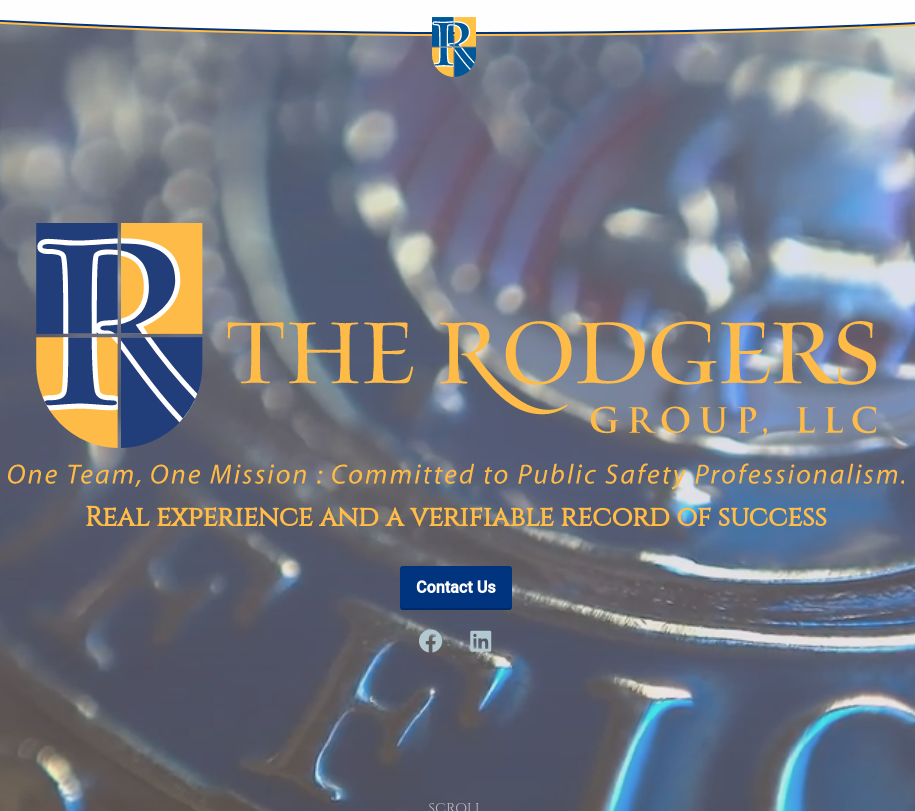 R
R
THE RODGERS
GROUP, LLC
One Team, One Mission : Committed to Public Safety Professionalism.
Real experience and a verifiable record of success
Contact Us
SCROLL